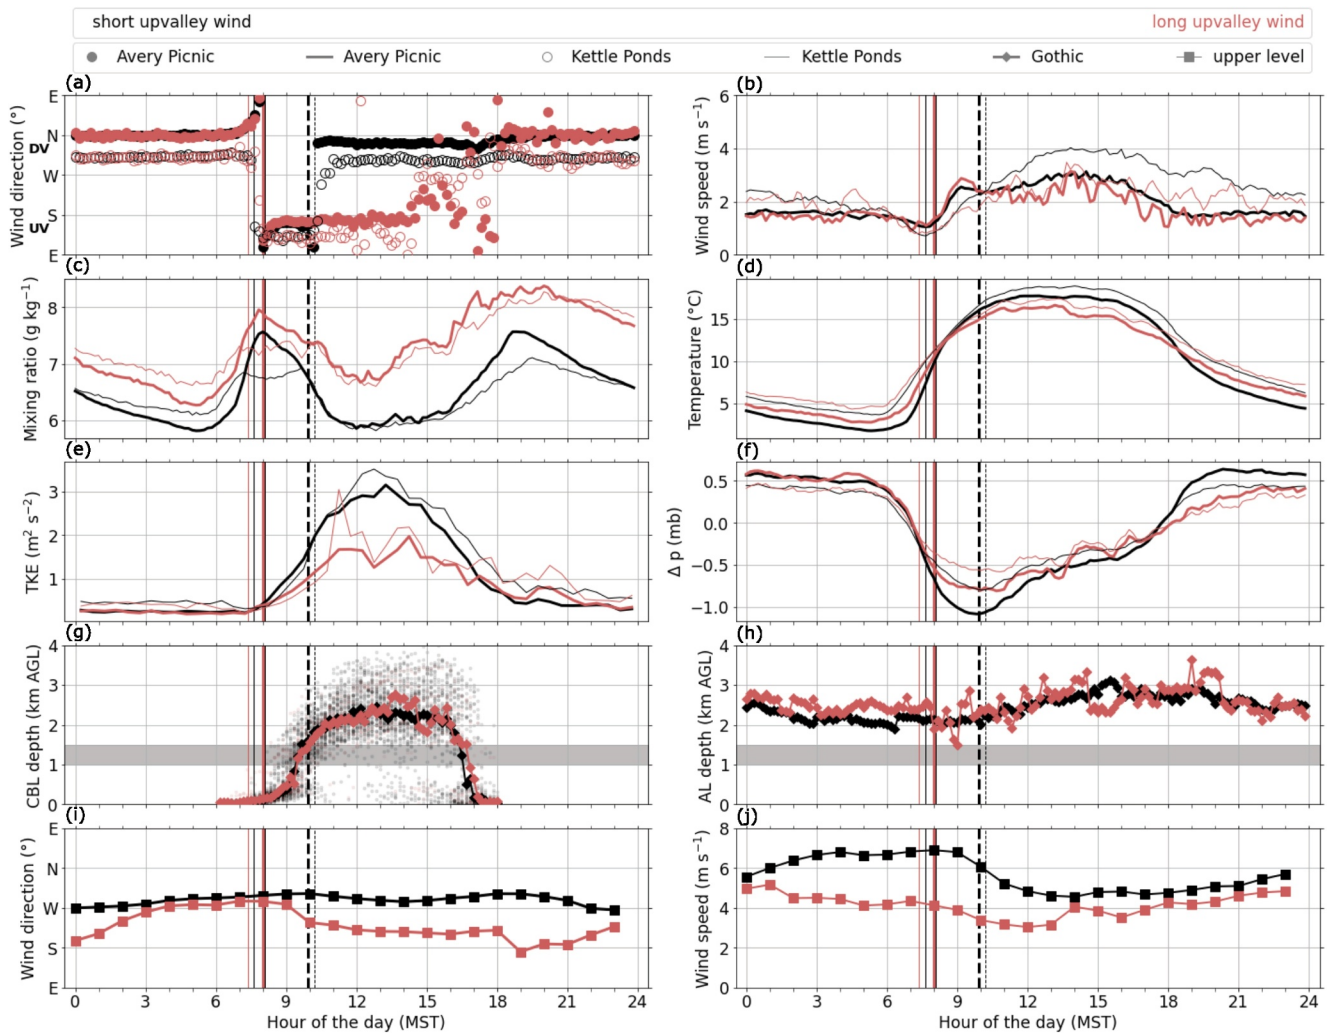 short upvalley wind long upvalley wind
Avery Picnic Avery Picnic Kettle Ponds Kettle Ponds Gothic upper level
(a) (b)
E
N
DV
W
S
UV
E
Wind direction (°)
6
4
2
0
Wind speed (m s⁻¹)
(c) (d)
8
7
6
Mixing ratio (g kg⁻¹)
15
10
5
Temperature (°C)
(e) (f)
3
2
1
TKE (m² s⁻²)
0.5
0.0
−0.5
−1.0
Δ p (mb)
(g) (h)
4
3
2
1
0
CBL depth (km AGL)
4
3
2
1
0
AL depth (km AGL)
(i) (j)
E
N
W
S
E
Wind direction (°)
8
6
4
2
0
Wind speed (m s⁻¹)
0 3 6 9 12 15 18 21 24
Hour of the day (MST)
0 3 6 9 12 15 18 21 24
Hour of the day (MST)